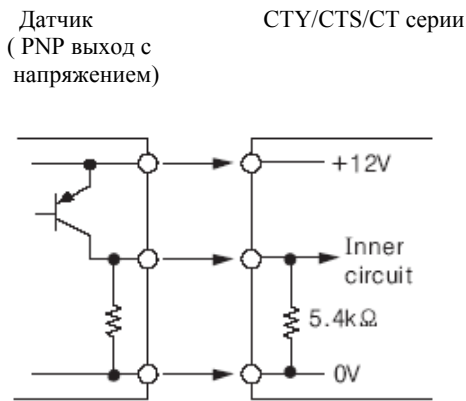 Датчик
CTY/CTS/CT серии
( PNP выход с
напряжением)
+12V
Inner
circuit
5.4kΩ
0V